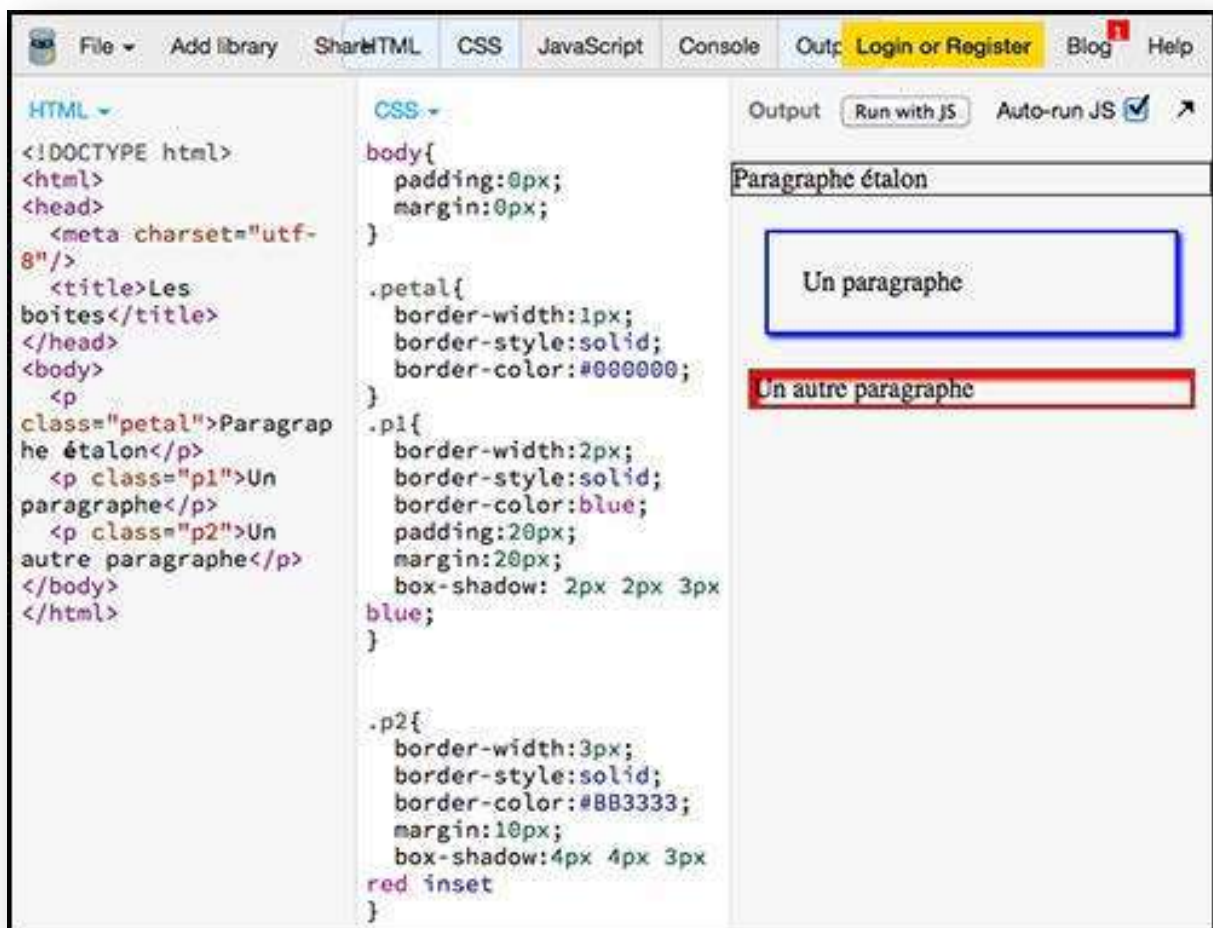 File Add library Share HTML CSS JavaScript Console Outp Login or Register Blog 1 Help
HTML
<!DOCTYPE html>
<html>
<head>
<meta charset="utf-
8"/>
<title>Les
boites</title>
</head>
<body>
<p
class="petal">Paragrap
he étalon</p>
<p class="p1">Un
paragraphe</p>
<p class="p2">Un
autre paragraphe</p>
</body>
</html>
CSS
body{
padding:0px;
margin:0px;
}
.petal{
border-width:1px;
border-style:solid;
border-color:#000000;
}
.p1{
border-width:2px;
border-style:solid;
border-color:blue;
padding:20px;
margin:20px;
box-shadow: 2px 2px 3px
blue;
}
.p2{
border-width:3px;
border-style:solid;
border-color:#BB3333;
margin:10px;
box-shadow:4px 4px 3px
red inset
}
Output Run with JS Auto-run JS
Paragraphe étalon
Un paragraphe
Un autre paragraphe